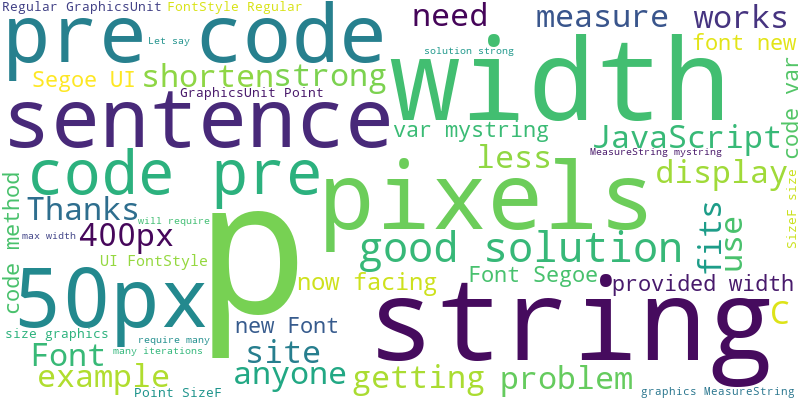 Regular GraphicsUnit
FontStyle Regular
need
measure
works
pre code
Let say
solution strong
font new
Segoe UI
shortenstrong
width
GraphicsUnit Point
code var
sentence
var mystring
JavaScript
MeasureString mystring
less
code pre
pixels
display
SizeF size
code method
Thanks
will require
p
fits
use
max width
400px
good solution
UI FontStyle
50px
now facing
Font Segoe
provided width
string
C
new Font
size graphics
require many
Font
many iterations
site
example
anyone
getting
problem
Point SizeF
graphics MeasureString